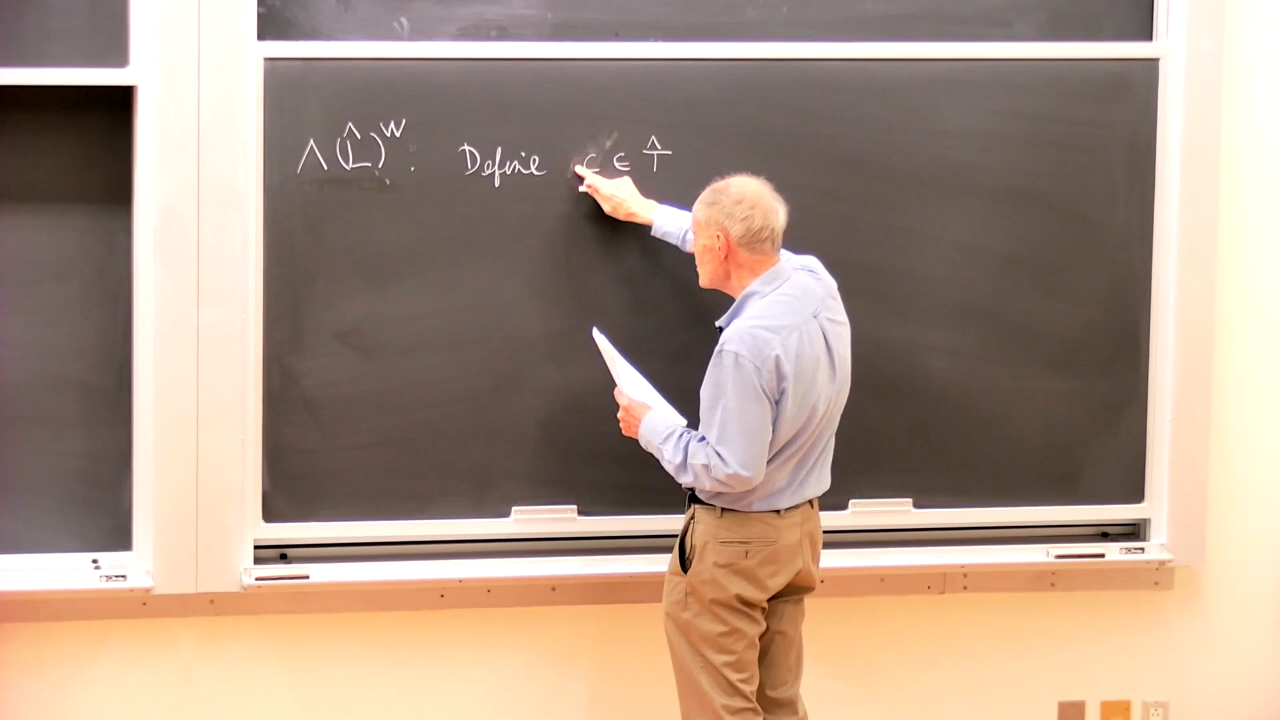 Λ(L̂)^W. Define c ∈ T̂